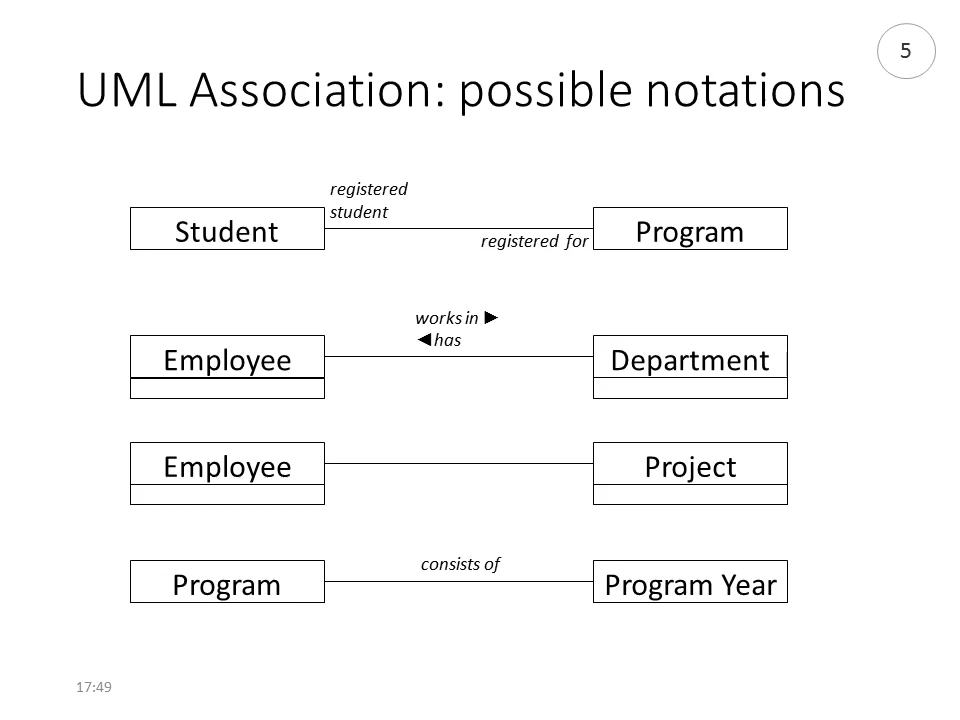 5
UML Association: possible notations
registered
student
Student
Program
registered for
works in ►
◄ has
Employee
Department
Employee
Project
consists of
Program
Program Year
17:49